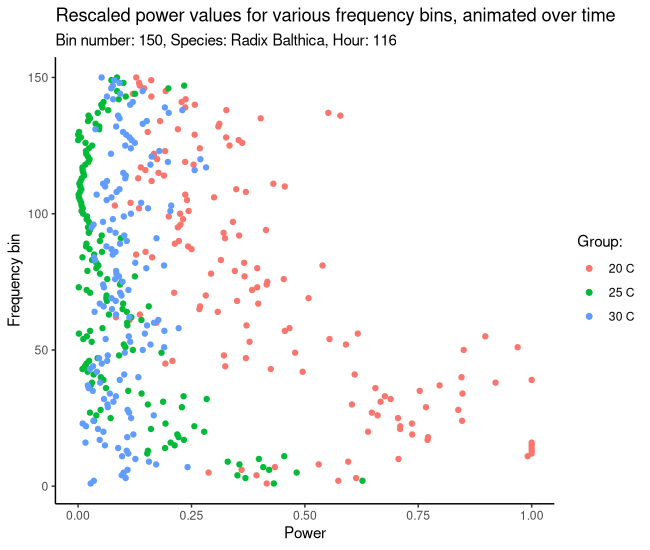 Rescaled power values for various frequency bins, animated over time
Bin number: 150, Species: Radix Balthica, Hour: 116
150
100
50
0
Frequency bin
0.00 0.25 0.50 0.75 1.00
Power
Group:
20 C
25 C
30 C